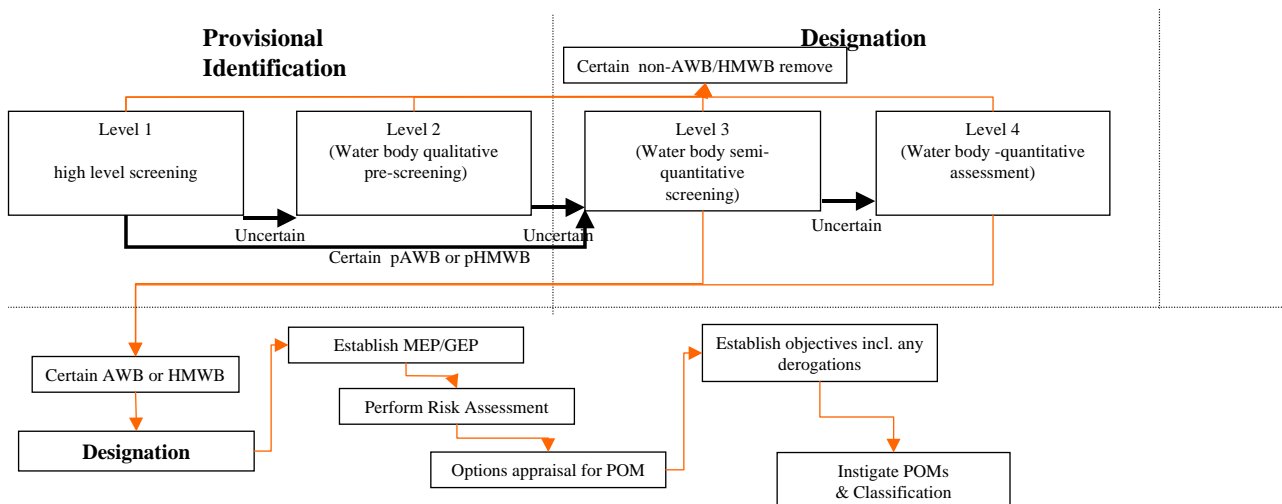 Provisional
Identification
Designation
Certain non-AWB/HMWB remove
Level 1
high level screening
Level 2
(Water body qualitative
pre-screening)
Level 3
(Water body semi-
quantitative
screening)
Level 4
(Water body -quantitative
assessment)
Uncertain
Uncertain
Uncertain
Certain pAWB or pHMWB
Certain AWB or HMWB
Designation
Establish MEP/GEP
Perform Risk Assessment
Options appraisal for POM
Establish objectives incl. any
derogations
Instigate POMs
& Classification